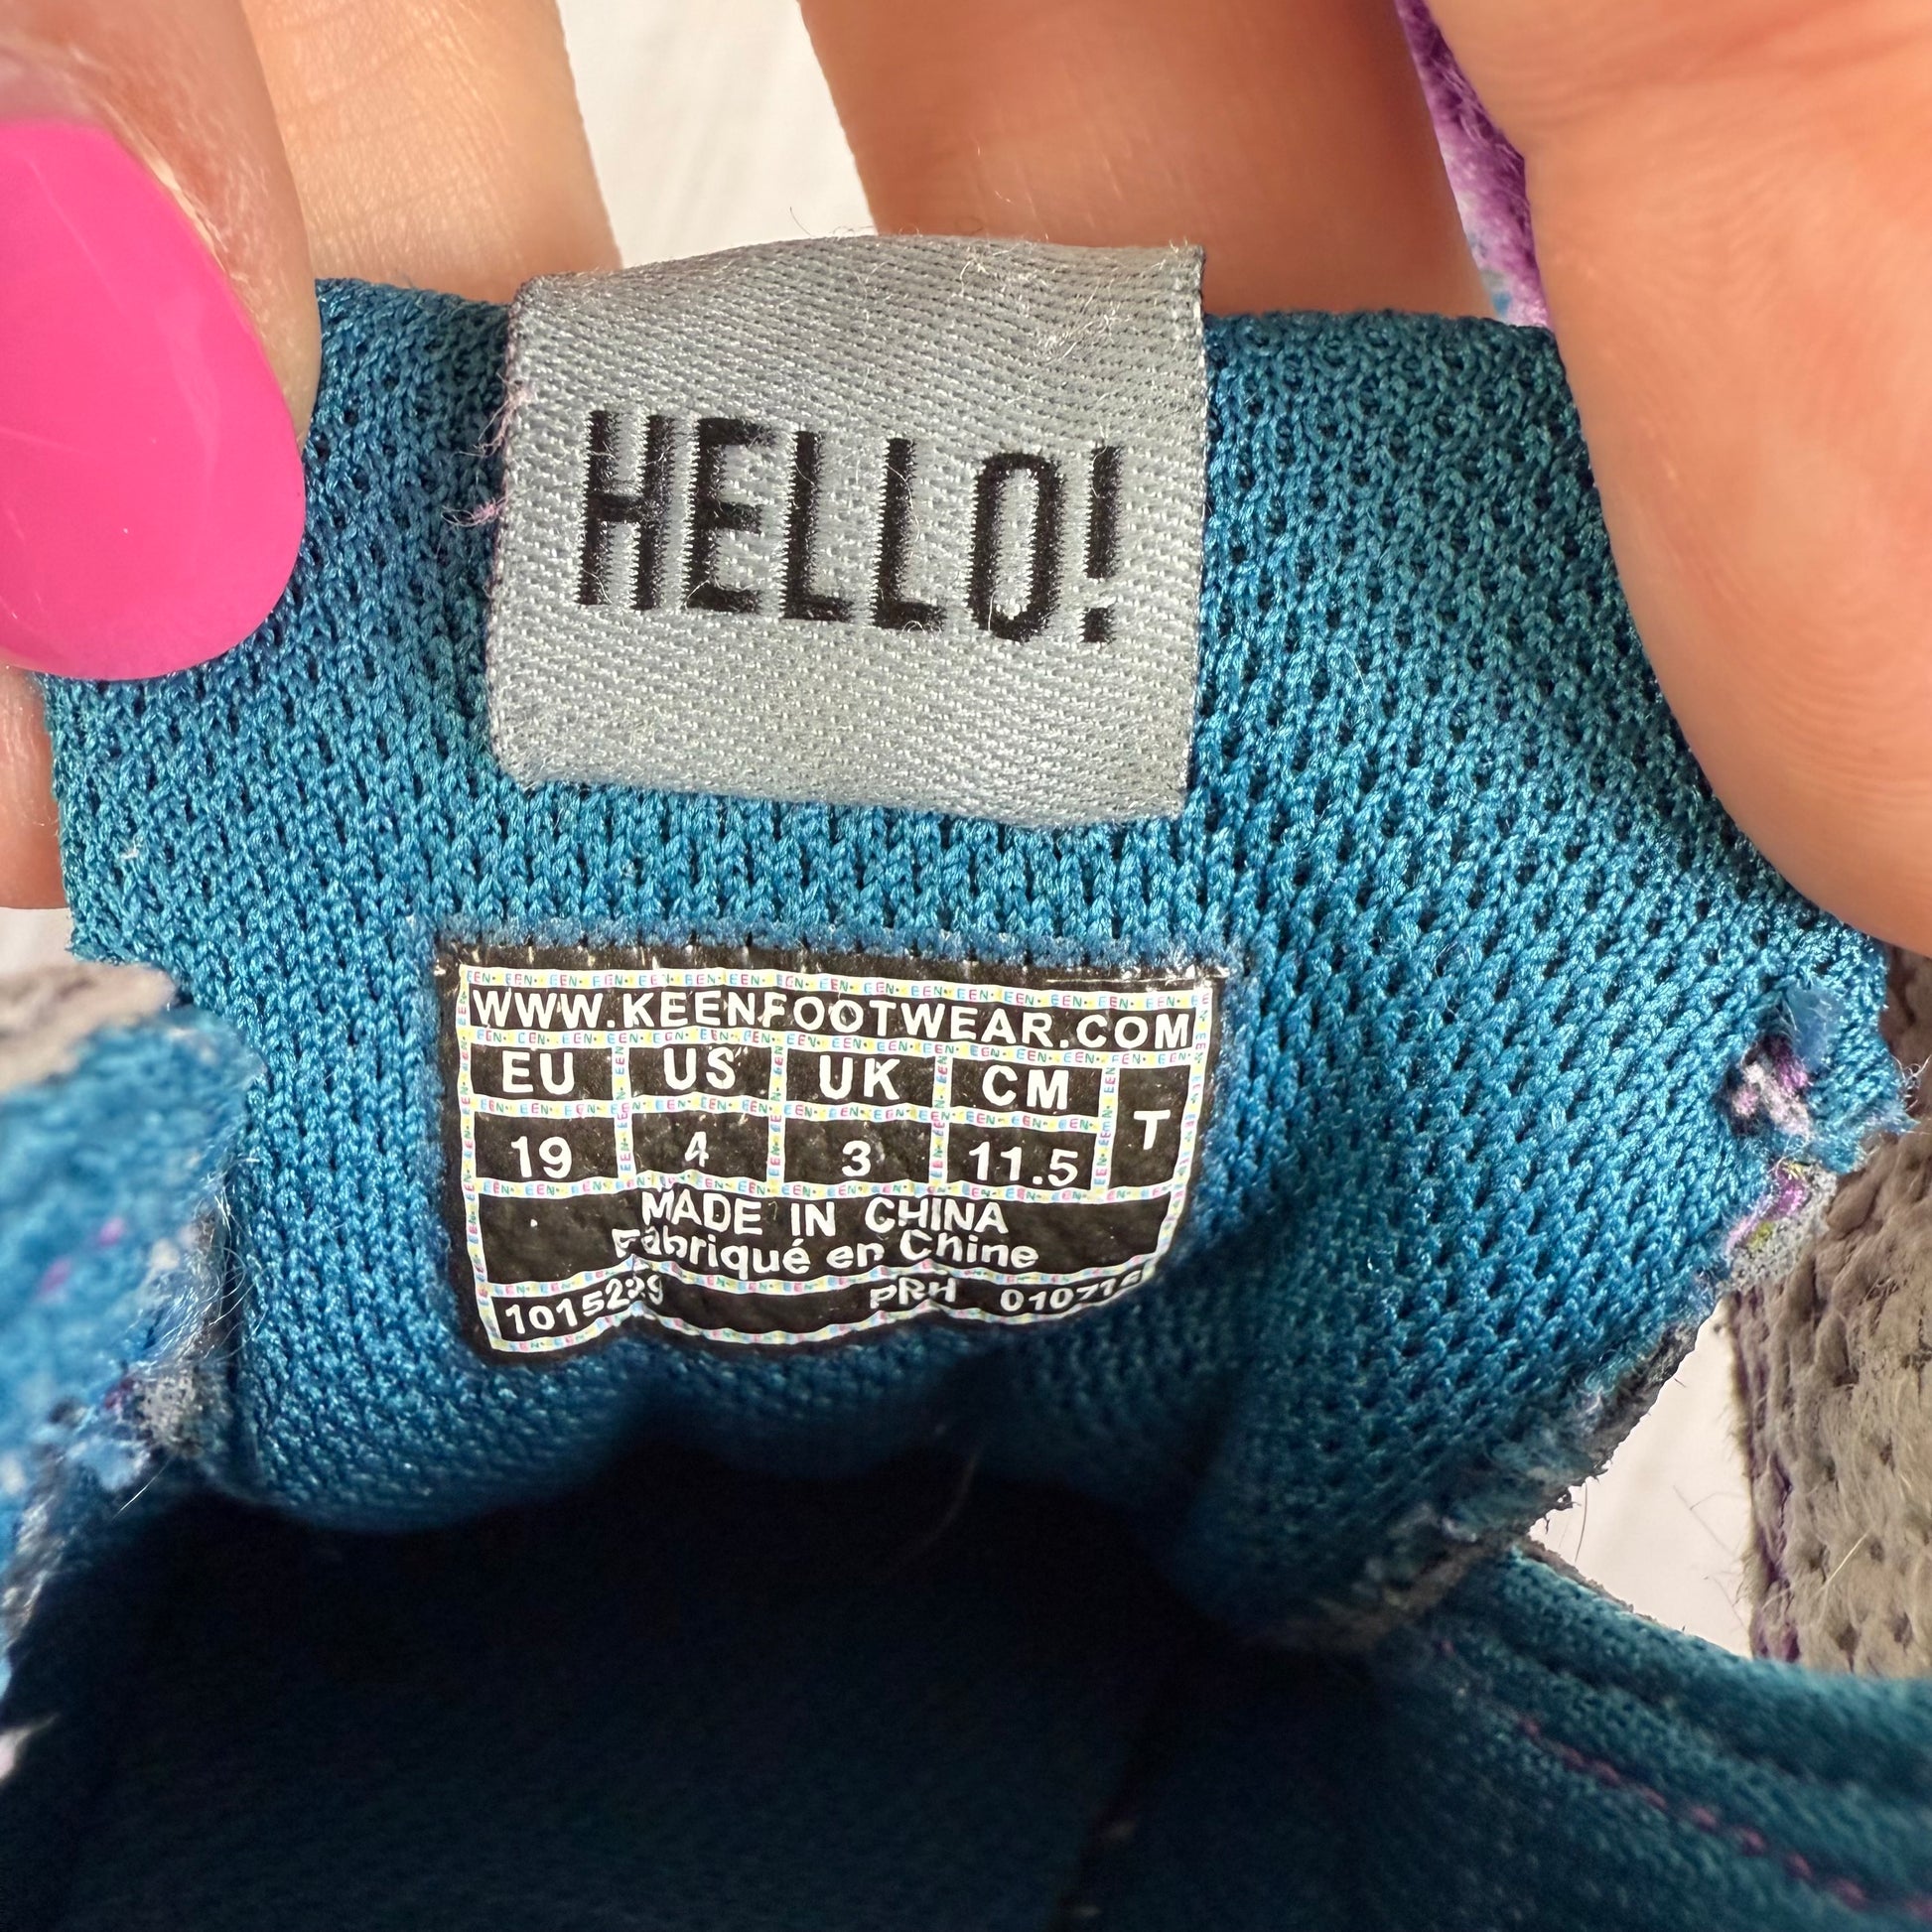 HELLO!
WWW.KEENFOOTWEAR.COM
EU US UK CM T
19 4 3 11.5
MADE IN CHINA
Fabriqué en Chine
PRH